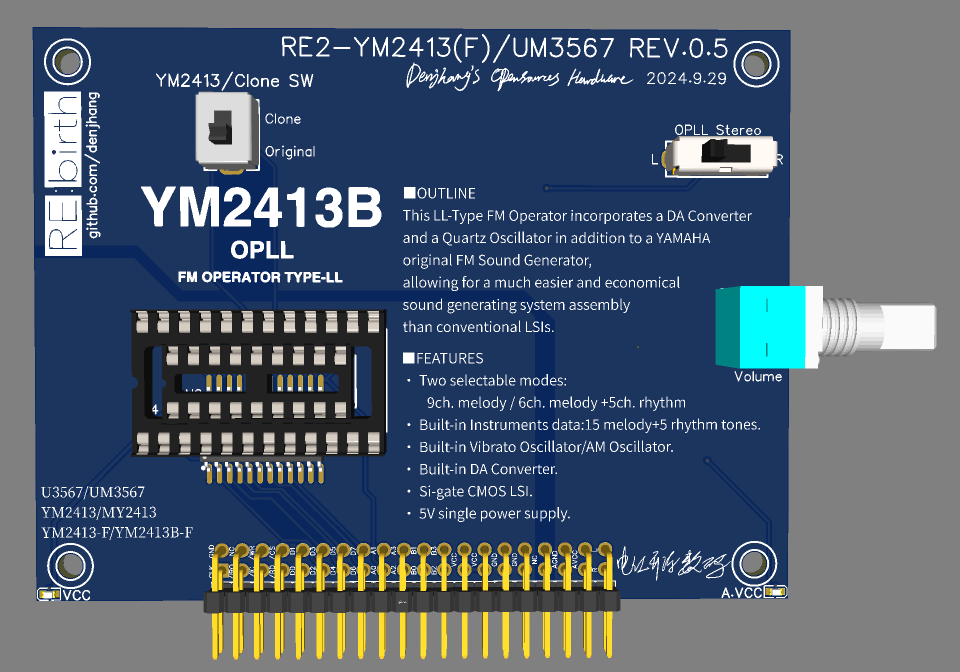 RE2-YM2413(F)/UM3567 REV.0.5
Denjhang's Opensources Hardware 2024.9.29
YM2413/Clone SW
Clone
Original
RE:birth
github.com/denjhang
OPLL Stereo
L
R
YM2413B
OPLL
FM OPERATOR TYPE-LL
■OUTLINE
This LL-Type FM Operator incorporates a DA Converter
and a Quartz Oscillator in addition to a YAMAHA
original FM Sound Generator,
allowing for a much easier and economical
sound generating system assembly
than conventional LSIs.
■FEATURES
・Two selectable modes:
9ch. melody / 6ch. melody +5ch. rhythm
・Built-in Instruments data:15 melody+5 rhythm tones.
・Built-in Vibrato Oscillator/AM Oscillator.
・Built-in DA Converter.
・Si-gate CMOS LSI.
・5V single power supply.
Volume
4
U3567/UM3567
YM2413/MY2413
YM2413-F/YM2413B-F
VCC
A.VCC